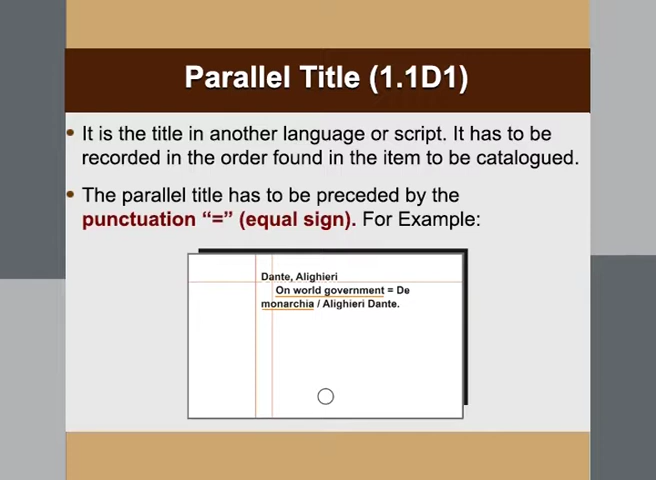 Parallel Title (1.1D1)
• It is the title in another language or script. It has to be
recorded in the order found in the item to be catalogued.
• The parallel title has to be preceded by the
punctuation “=” (equal sign). For Example:
Dante, Alighieri
On world government = De
monarchia / Alighieri Dante.